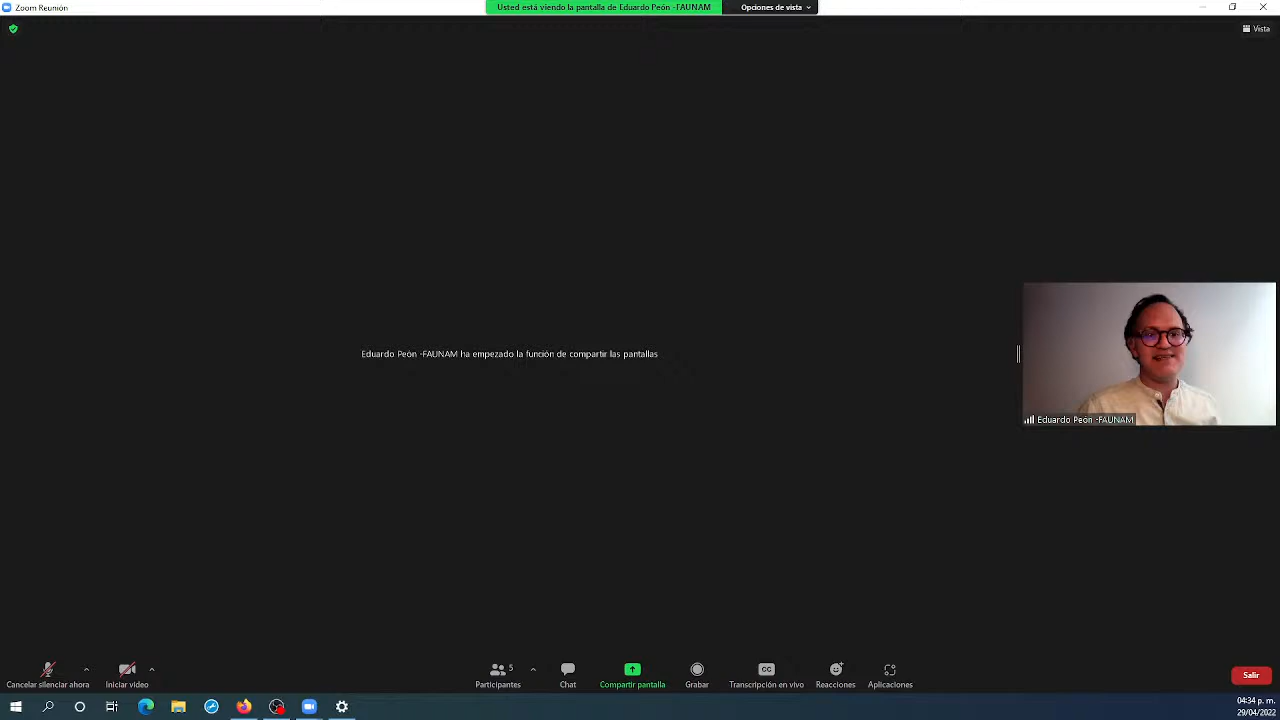 Zoom Reunión
Usted está viendo la pantalla de Eduardo Peón -FAUNAM
Opciones de vista
Vista
Eduardo Peón -FAUNAM ha empezado la función de compartir las pantallas
Eduardo Peón -FAUNAM
Cancelar silenciar ahora
Iniciar video
5
Participantes
Chat
Compartir pantalla
Grabar
CC
Transcripción en vivo
Reacciones
Aplicaciones
Salir
04:34 p. m.
29/04/2022